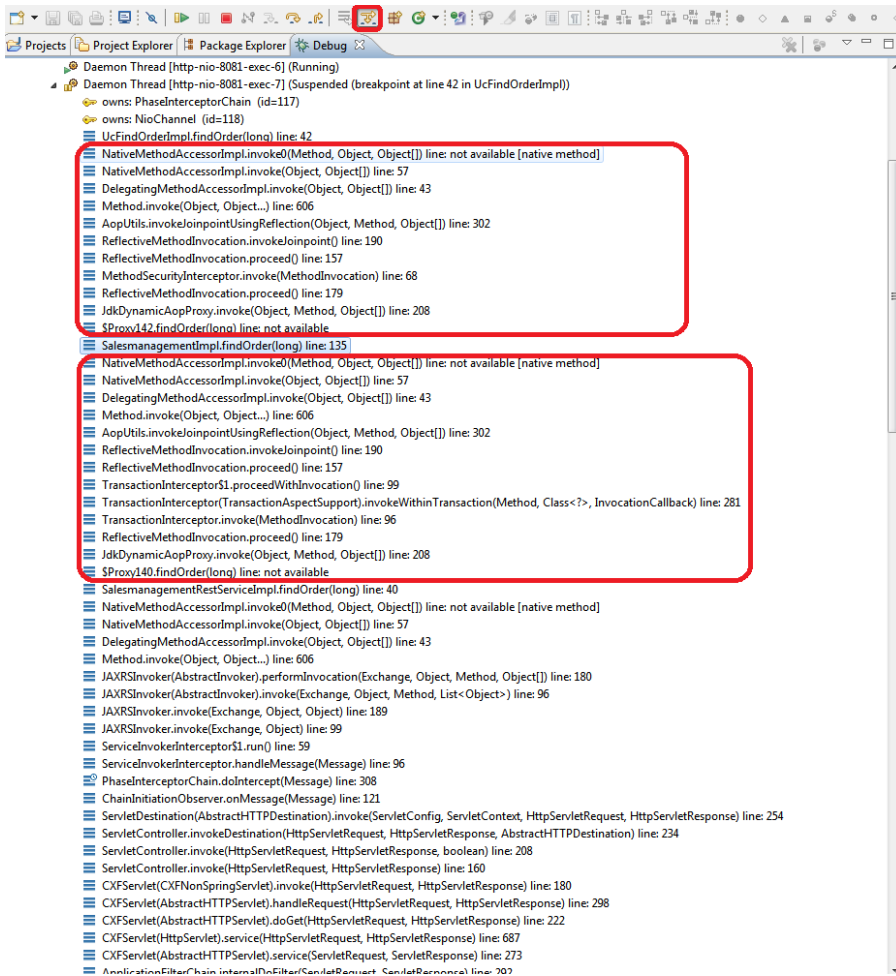 Projects Project Explorer Package Explorer Debug
Daemon Thread [http-nio-8081-exec-6] (Running)
Daemon Thread [http-nio-8081-exec-7] (Suspended (breakpoint at line 42 in UcFindOrderImpl))
owns: PhaseInterceptorChain (id=117)
owns: NioChannel (id=118)
UcFindOrderImpl.findOrder(long) line: 42
NativeMethodAccessorImpl.invoke0(Method, Object, Object[]) line: not available [native method]
NativeMethodAccessorImpl.invoke(Object, Object[]) line: 57
DelegatingMethodAccessorImpl.invoke(Object, Object[]) line: 43
Method.invoke(Object, Object...) line: 606
AopUtils.invokeJoinpointUsingReflection(Object, Method, Object[]) line: 302
ReflectiveMethodInvocation.invokeJoinpoint() line: 190
ReflectiveMethodInvocation.proceed() line: 157
MethodSecurityInterceptor.invoke(MethodInvocation) line: 68
ReflectiveMethodInvocation.proceed() line: 179
JdkDynamicAopProxy.invoke(Object, Method, Object[]) line: 208
$Proxy142.findOrder(long) line: not available
SalesmanagementImpl.findOrder(long) line: 135
NativeMethodAccessorImpl.invoke0(Method, Object, Object[]) line: not available [native method]
NativeMethodAccessorImpl.invoke(Object, Object[]) line: 57
DelegatingMethodAccessorImpl.invoke(Object, Object[]) line: 43
Method.invoke(Object, Object...) line: 606
AopUtils.invokeJoinpointUsingReflection(Object, Method, Object[]) line: 302
ReflectiveMethodInvocation.invokeJoinpoint() line: 190
ReflectiveMethodInvocation.proceed() line: 157
TransactionInterceptor$1.proceedWithInvocation() line: 99
TransactionInterceptor(TransactionAspectSupport).invokeWithinTransaction(Method, Class<?>, InvocationCallback) line: 281
TransactionInterceptor.invoke(MethodInvocation) line: 96
ReflectiveMethodInvocation.proceed() line: 179
JdkDynamicAopProxy.invoke(Object, Method, Object[]) line: 208
$Proxy140.findOrder(long) line: not available
SalesmanagementRestServiceImpl.findOrder(long) line: 40
NativeMethodAccessorImpl.invoke0(Method, Object, Object[]) line: not available [native method]
NativeMethodAccessorImpl.invoke(Object, Object[]) line: 57
DelegatingMethodAccessorImpl.invoke(Object, Object[]) line: 43
Method.invoke(Object, Object...) line: 606
JAXRSInvoker(AbstractInvoker).performInvocation(Exchange, Object, Method, Object[]) line: 180
JAXRSInvoker(AbstractInvoker).invoke(Exchange, Object, Method, List<Object>) line: 96
JAXRSInvoker.invoke(Exchange, Object, Object) line: 189
JAXRSInvoker.invoke(Exchange, Object) line: 99
ServiceInvokerInterceptor$1.run() line: 59
ServiceInvokerInterceptor.handleMessage(Message) line: 96
PhaseInterceptorChain.doIntercept(Message) line: 308
ChainInitiationObserver.onMessage(Message) line: 121
ServletDestination(AbstractHTTPDestination).invoke(ServletConfig, ServletContext, HttpServletRequest, HttpServletResponse) line: 254
ServletController.invokeDestination(HttpServletRequest, HttpServletResponse, AbstractHTTPDestination) line: 234
ServletController.invoke(HttpServletRequest, HttpServletResponse, boolean) line: 208
ServletController.invoke(HttpServletRequest, HttpServletResponse) line: 160
CXFServlet(CXFNonSpringServlet).invoke(HttpServletRequest, HttpServletResponse) line: 180
CXFServlet(AbstractHTTPServlet).handleRequest(HttpServletRequest, HttpServletResponse) line: 298
CXFServlet(AbstractHTTPServlet).doGet(HttpServletRequest, HttpServletResponse) line: 222
CXFServlet(HttpServlet).service(HttpServletRequest, HttpServletResponse) line: 687
CXFServlet(AbstractHTTPServlet).service(ServletRequest, ServletResponse) line: 273
ApplicationFilterChain.internalDoFilter(ServletRequest, ServletResponse) line: 292